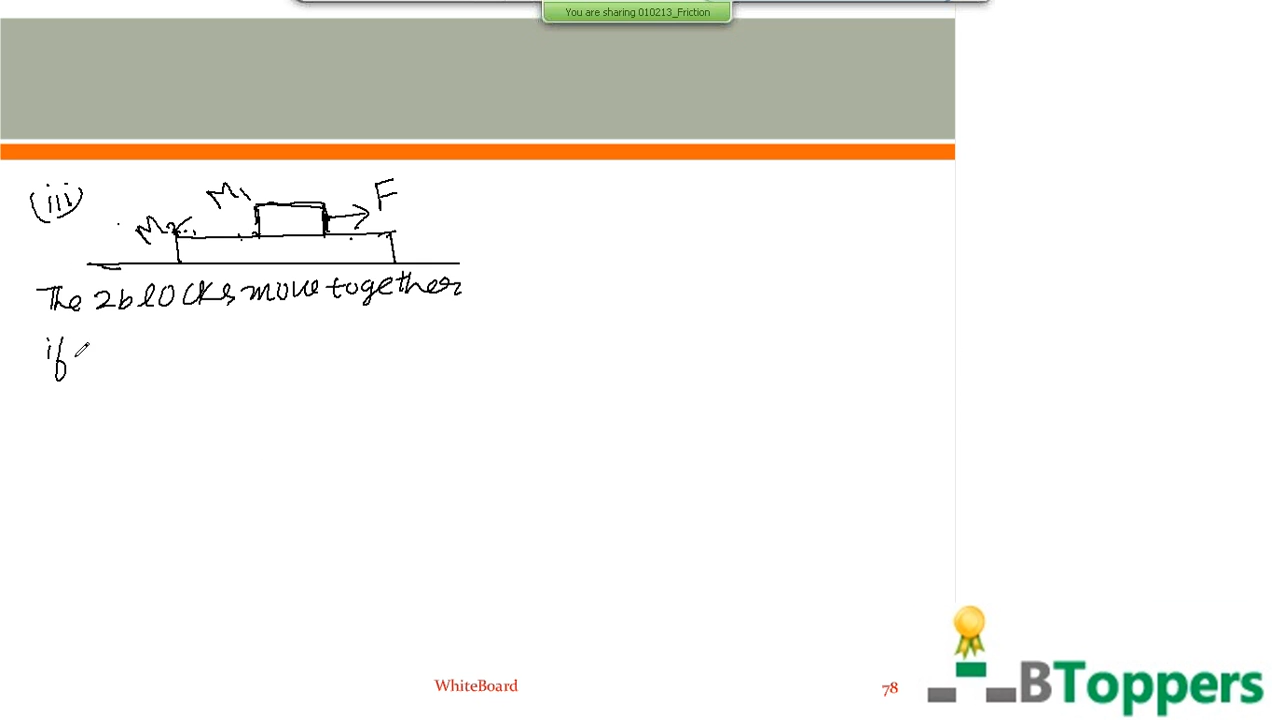 You are sharing 010213_Friction
(iii)
M1
F
M2
The 2 blocks move together
if
WhiteBoard
78
BToppers